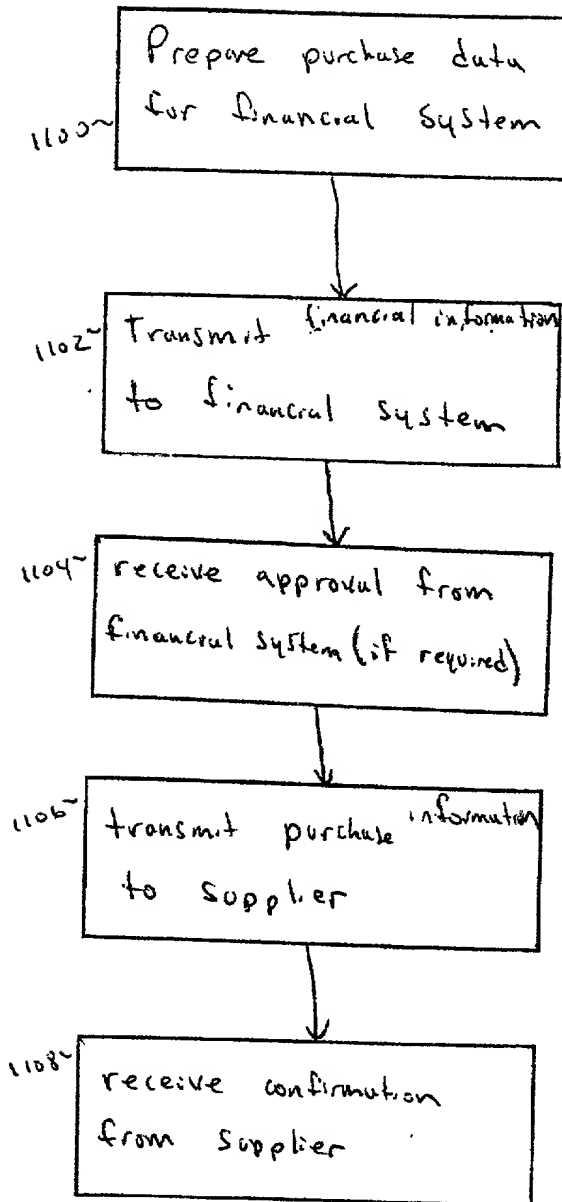 Prepare purchase data
1100~ for financial system
1102~ Transmit financial information
to financial system
1104~ receive approval from
financial system (if required)
1106~ transmit purchase information
to supplier
1108~ receive confirmation
from supplier